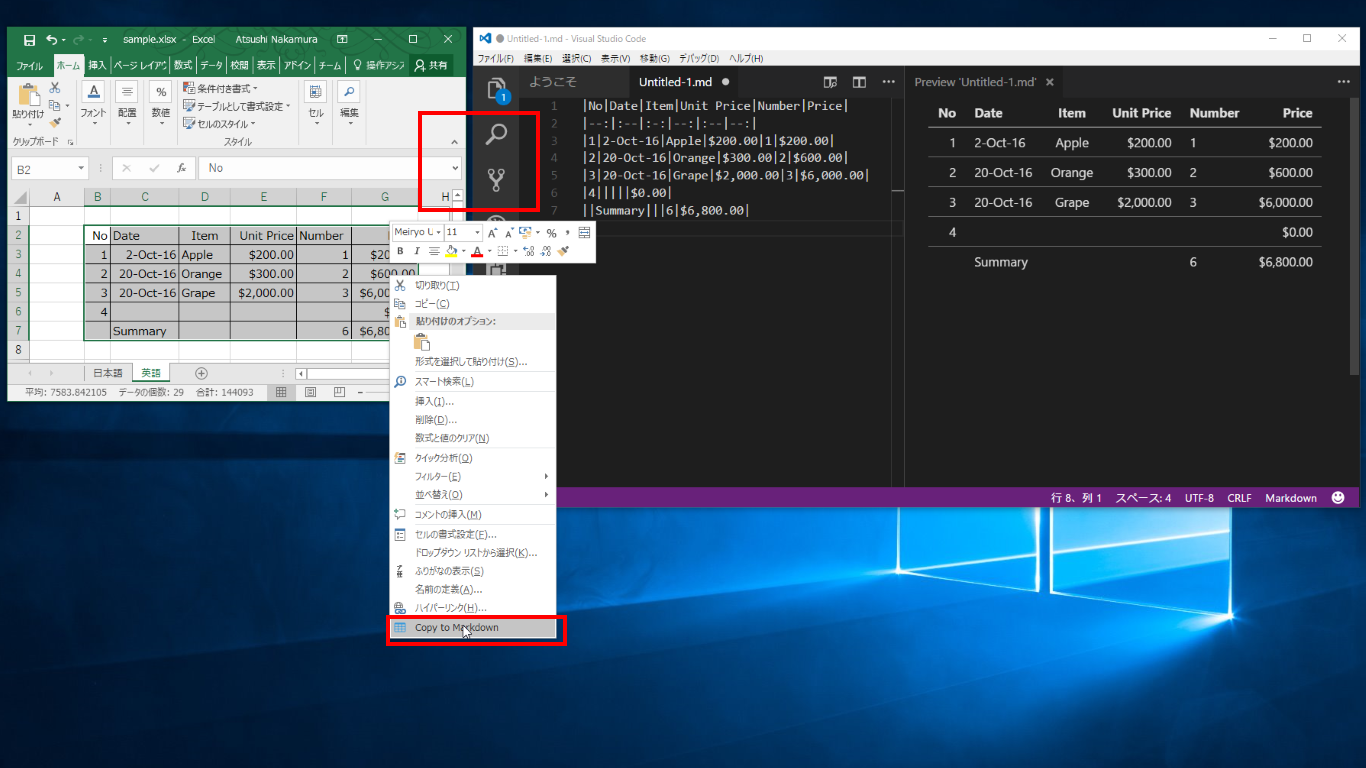 sample.xlsx - Excel
Atsushi Nakamura
ファイル ホーム 挿入 ページ レイアウ 数式 データ 校閲 表示 アドイン チーム 操作アシス 共有
貼り付け
フォント
配置
%
数値
条件付き書式
テーブルとして書式設定
セルのスタイル
セル
編集
クリップボード
スタイル
B2
fx
No
A B C D E F G H
1
2 No Date Item Unit Price Number
3 1 2-Oct-16 Apple $200.00 1 $20
4 2 20-Oct-16 Orange $300.00 2 $600.00
5 3 20-Oct-16 Grape $2,000.00 3 $6,00
6 4 $
7 Summary 6 $6,80
8
日本語 英語
平均: 7583.842105 データの個数: 29 合計: 144093
Meiryo U 11 A A % ,
B I A
切り取り(T)
コピー(C)
貼り付けのオプション:
形式を選択して貼り付け(S)...
スマート検索(L)
挿入(I)...
削除(D)...
数式と値のクリア(N)
クイック分析(Q)
フィルター(E)
並べ替え(O)
コメントの挿入(M)
セルの書式設定(F)...
ドロップダウン リストから選択(K)...
ふりがなの表示(S)
名前の定義(A)...
ハイパーリンク(H)...
Copy to Markdown
Untitled-1.md - Visual Studio Code
ファイル(F) 編集(E) 選択(C) 表示(V) 移動(G) デバッグ(D) ヘルプ(H)
1
ようこそ
Untitled-1.md
1 |No|Date|Item|Unit Price|Number|Price|
2 |--:|:--|:-:|--:|:--|--:|
3 |1|2-Oct-16|Apple|$200.00|1|$200.00|
4 |2|20-Oct-16|Orange|$300.00|2|$600.00|
5 |3|20-Oct-16|Grape|$2,000.00|3|$6,000.00|
6 |4|||||$0.00|
7 ||Summary|||6|$6,800.00|
Preview 'Untitled-1.md'
No Date Item Unit Price Number Price
1 2-Oct-16 Apple $200.00 1 $200.00
2 20-Oct-16 Orange $300.00 2 $600.00
3 20-Oct-16 Grape $2,000.00 3 $6,000.00
4 $0.00
Summary 6 $6,800.00
行 8、列 1 スペース: 4 UTF-8 CRLF Markdown